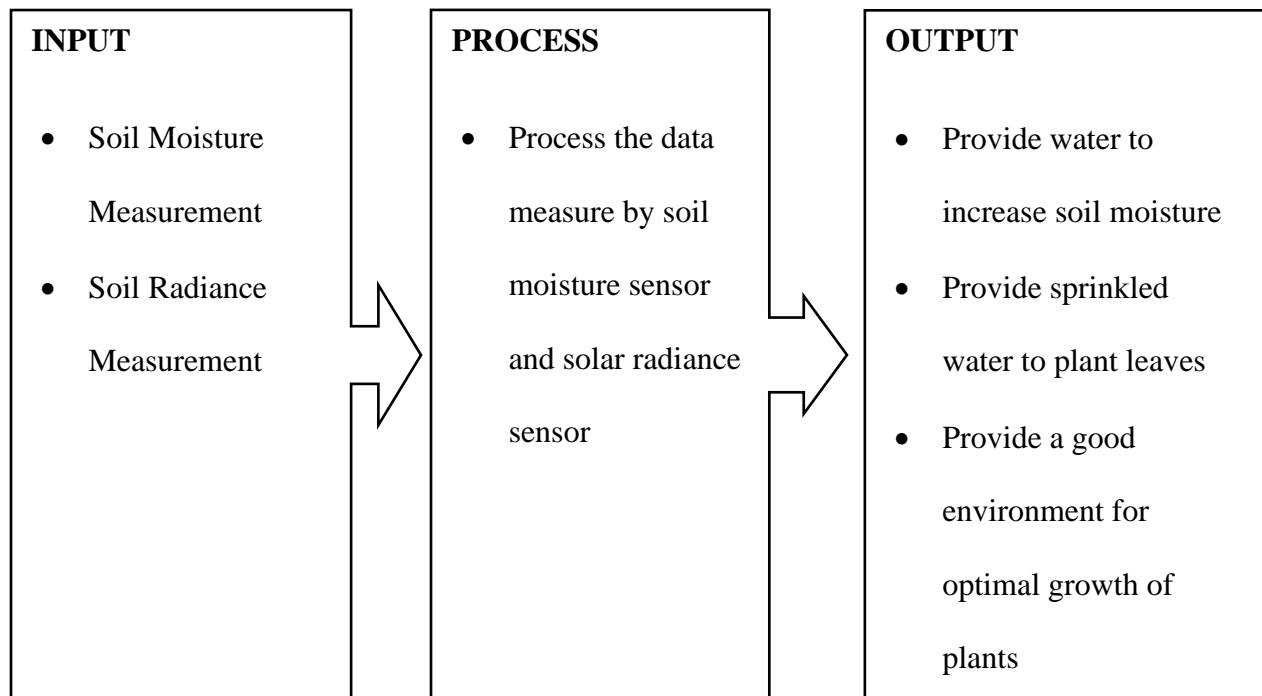 INPUT
• Soil Moisture
Measurement
• Soil Radiance
Measurement
PROCESS
• Process the data
measure by soil
moisture sensor
and solar radiance
sensor
OUTPUT
• Provide water to
increase soil moisture
• Provide sprinkled
water to plant leaves
• Provide a good
environment for
optimal growth of
plants